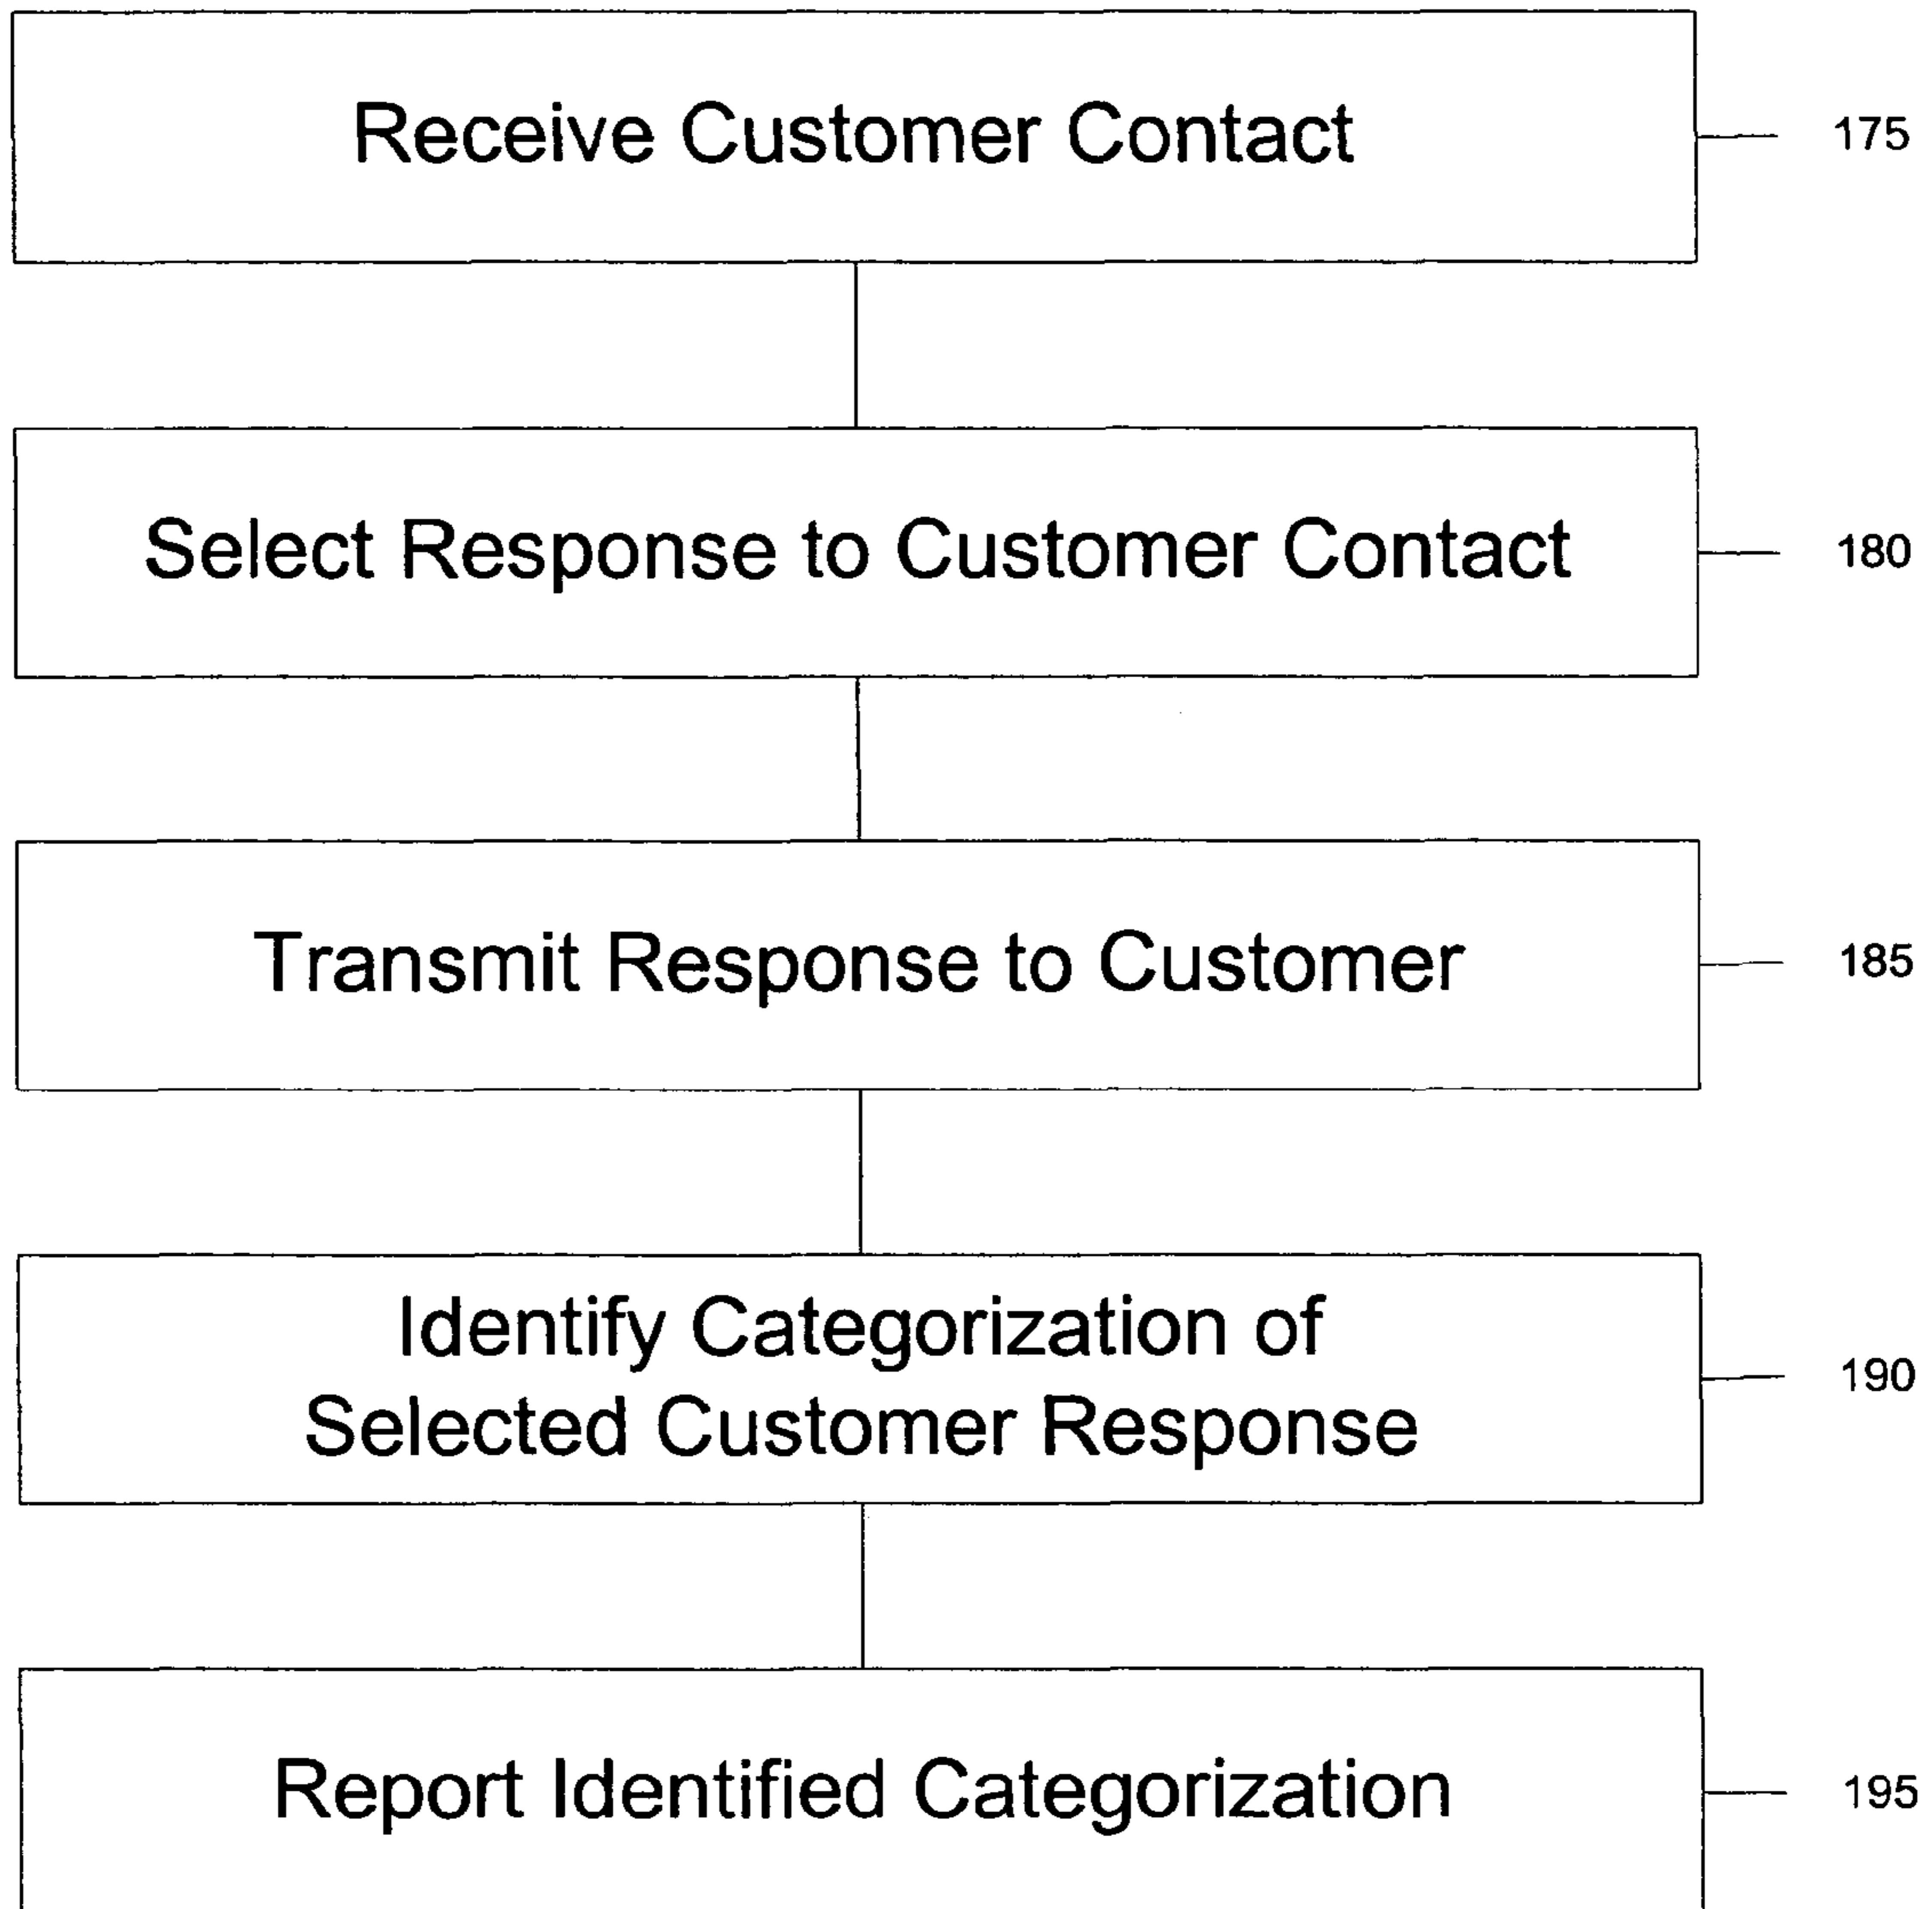 Receive Customer Contact
175
Select Response to Customer Contact
180
Transmit Response to Customer
185
Identify Categorization of
Selected Customer Response
190
Report Identified Categorization
195